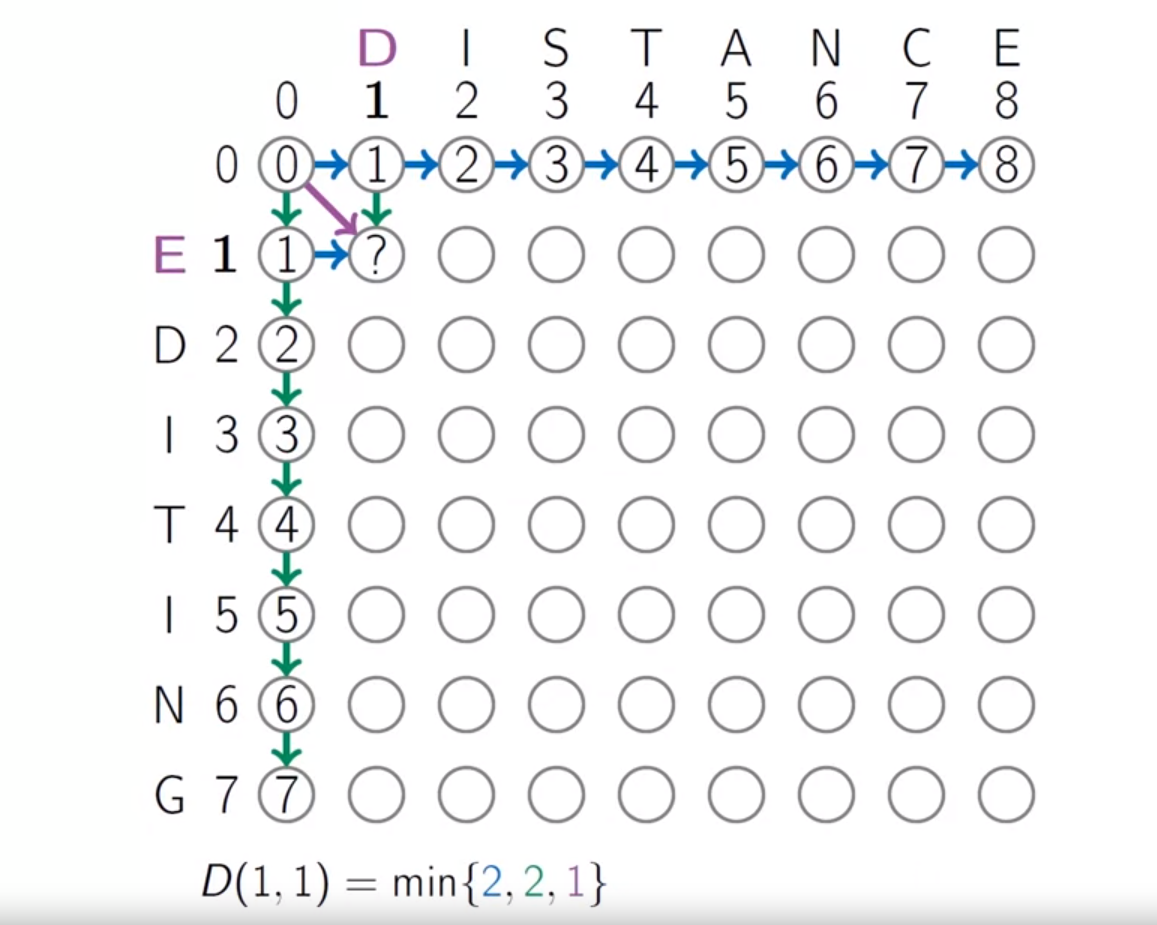 D I S T A N C E
0 1 2 3 4 5 6 7 8
0 0 1 2 3 4 5 6 7 8
E 1 1 ?
D 2 2
I 3 3
T 4 4
I 5 5
N 6 6
G 7 7
D(1, 1) = min{2, 2, 1}